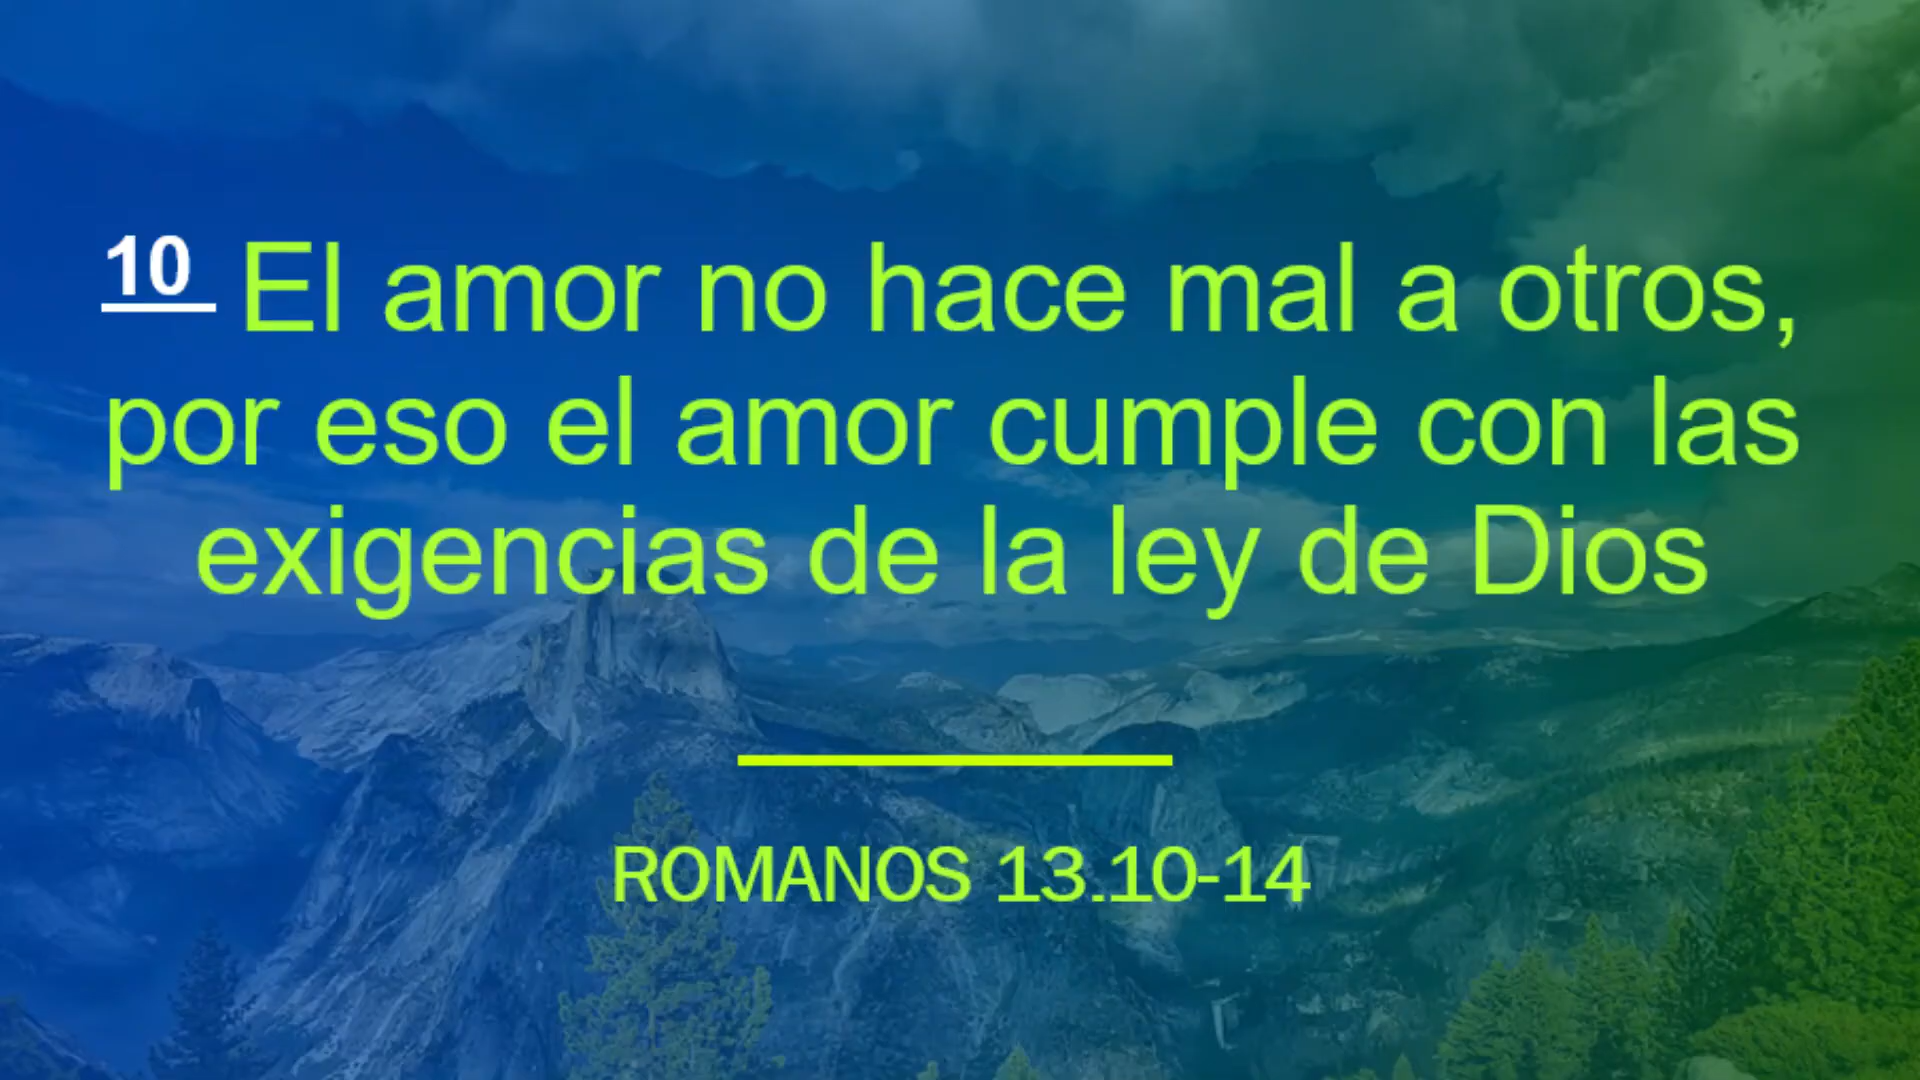 10 El amor no hace mal a otros,
por eso el amor cumple con las
exigencias de la ley de Dios
ROMANOS 13.10-14